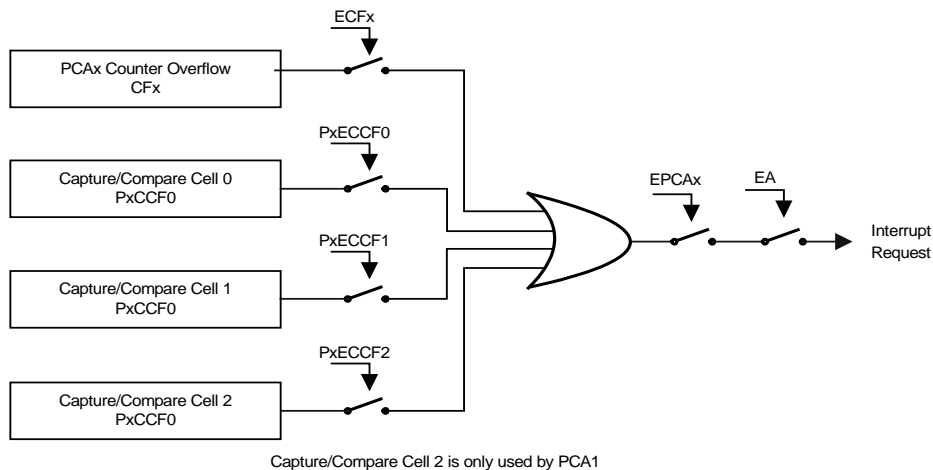 ECFx
PCAx Counter Overflow
CFx
PxECCF0
Capture/Compare Cell 0
PxCCF0
EPCAx
EA
Interrupt
Request
PxECCF1
Capture/Compare Cell 1
PxCCF0
PxECCF2
Capture/Compare Cell 2
PxCCF0
Capture/Compare Cell 2 is only used by PCA1